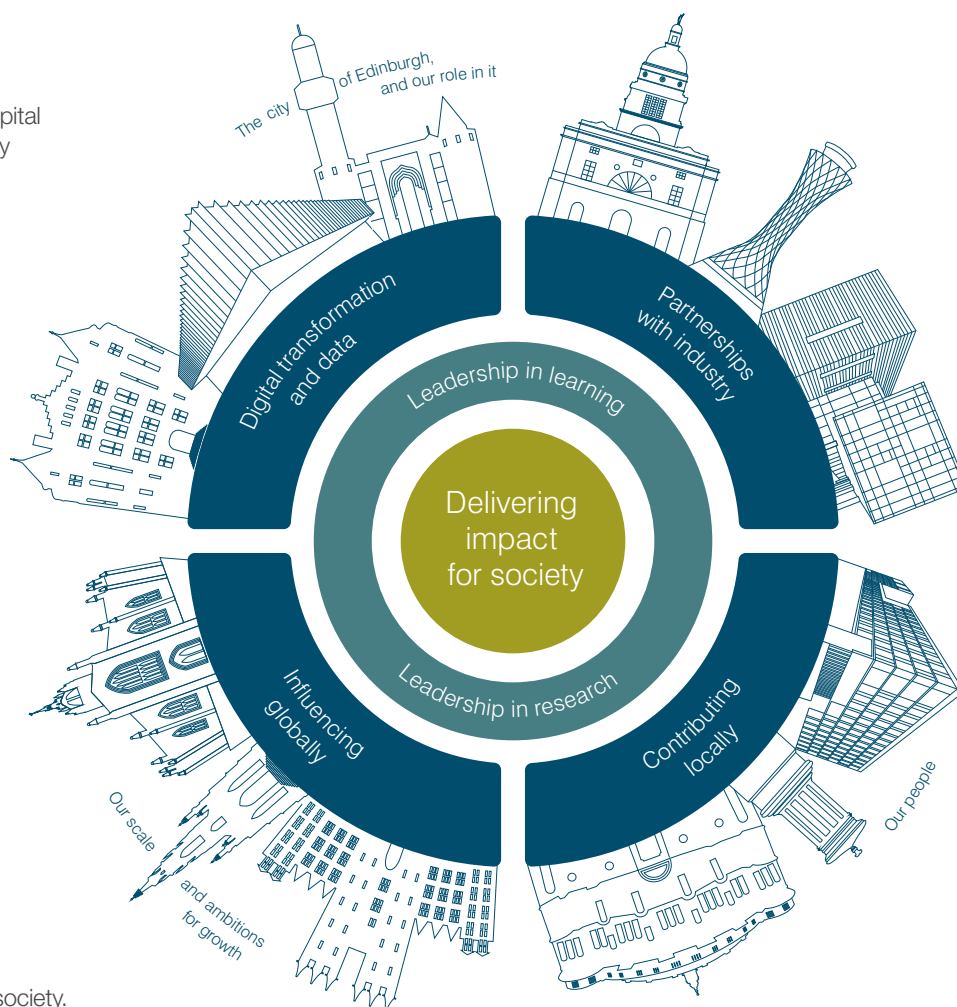 The city of Edinburgh,
and our role in it
pital
y
Digital transformation
and data
Partnerships
with industry
Leadership in learning
Delivering
impact
for society
Leadership in research
Influencing
globally
Contributing
locally
Our scale
and ambitions
for growth
Our people
society.